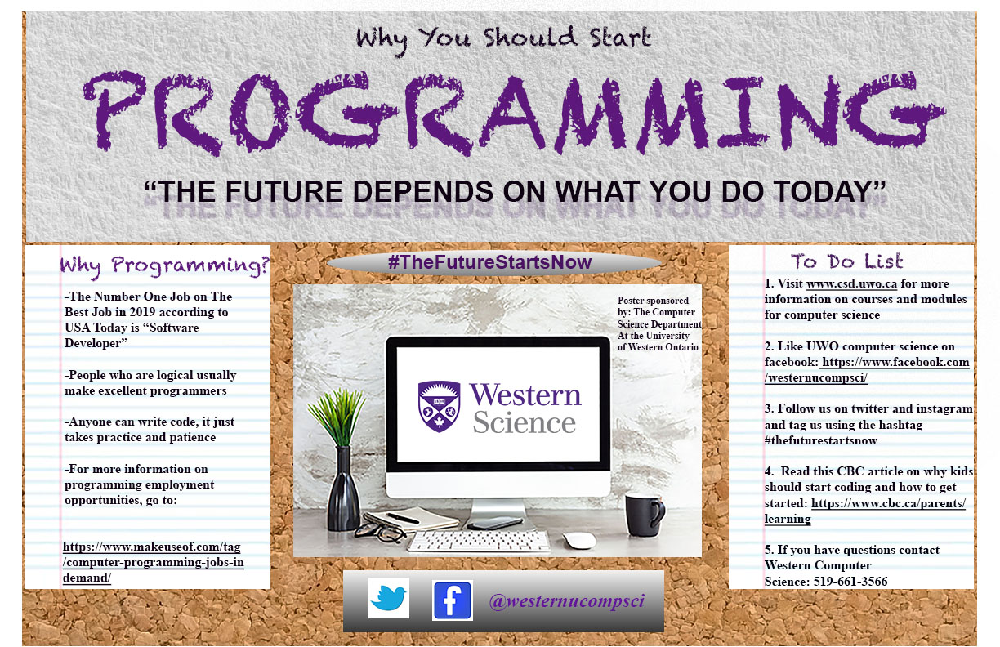 Why You Should Start
PROGRAMMING
“THE FUTURE DEPENDS ON WHAT YOU DO TODAY”
Why Programming?
-The Number One Job on The
Best Job in 2019 according to
USA Today is “Software
Developer”
-People who are logical usually
make excellent programmers
-Anyone can write code, it just
takes practice and patience
-For more information on
programming employment
opportunities, go to:
https://www.makeuseof.com/tag
/computer-programming-jobs-in
demand/
#TheFutureStartsNow
Poster sponsored
by: The Computer
Science Department
At the University
of Western Ontario
Western
Science
@westernucompsci
To Do List
1. Visit www.csd.uwo.ca for more
information on courses and modules
for computer science
2. Like UWO computer science on
facebook: https://www.facebook.com
/westernucompsci/
3. Follow us on twitter and instagram
and tag us using the hashtag
#thefuturestartsnow
4.  Read this CBC article on why kids
should start coding and how to get
started: https://www.cbc.ca/parents/
learning
5. If you have questions contact
Western Computer
Science: 519-661-3566